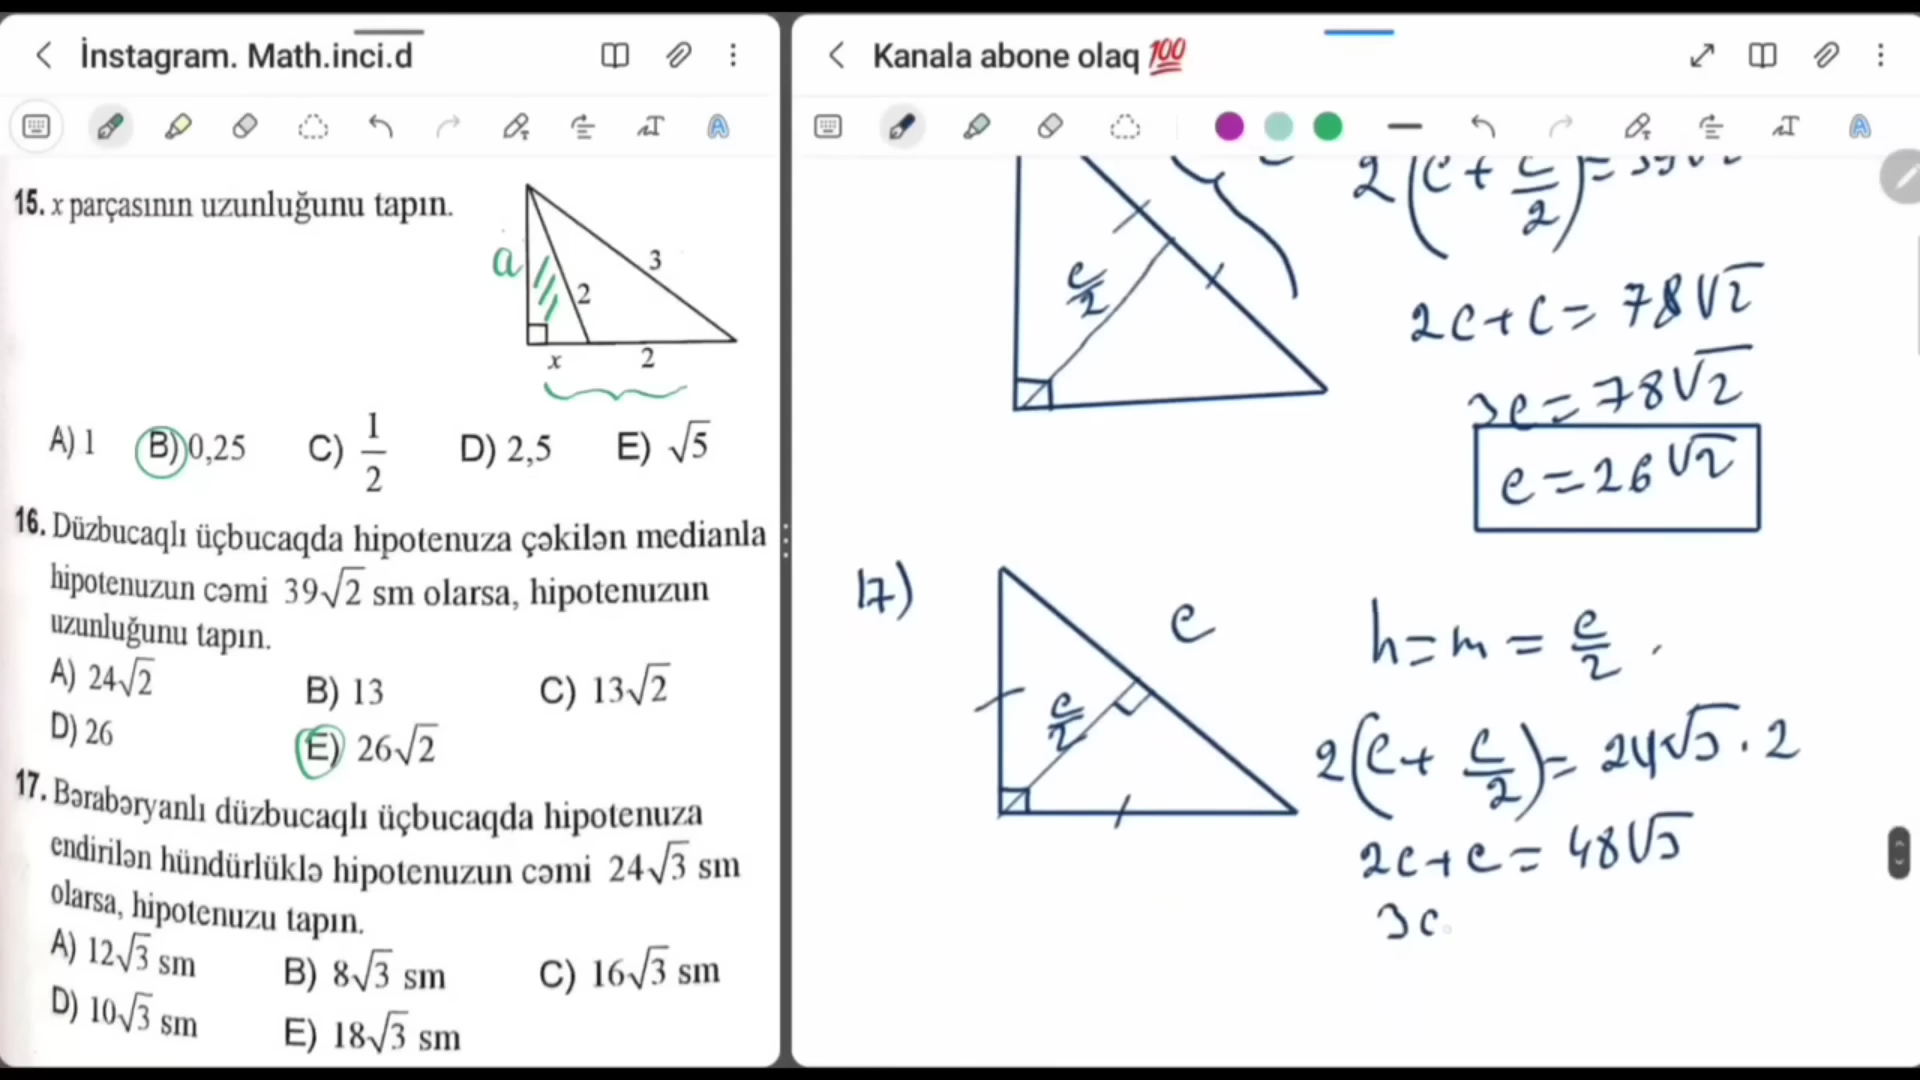 İnstagram. Math.inci.d
15. x parçasının uzunluğunu tapın.
a
3
2
x 2
A) 1 B) 0,25 C) 1/2 D) 2,5 E) √5
16. Düzbucaqlı üçbucaqda hipotenuza çəkilən medianla
hipotenuzun cəmi 39√2 sm olarsa, hipotenuzun
uzunluğunu tapın.
A) 24√2 B) 13 C) 13√2
D) 26 E) 26√2
17. Bərabəryanlı düzbucaqlı üçbucaqda hipotenuza
endirilən hündürlüklə hipotenuzun cəmi 24√3 sm
olarsa, hipotenuzu tapın.
A) 12√3 sm B) 8√3 sm C) 16√3 sm
D) 10√3 sm E) 18√3 sm
Kanala abone olaq 💯
c/2
2(c + c/2) =
2c + c = 78√2
3c = 78√2
c = 26√2
17)
c
c/2
h = m = c/2
2(c + c/2) = 24√3 · 2
2c + c = 48√3
3c